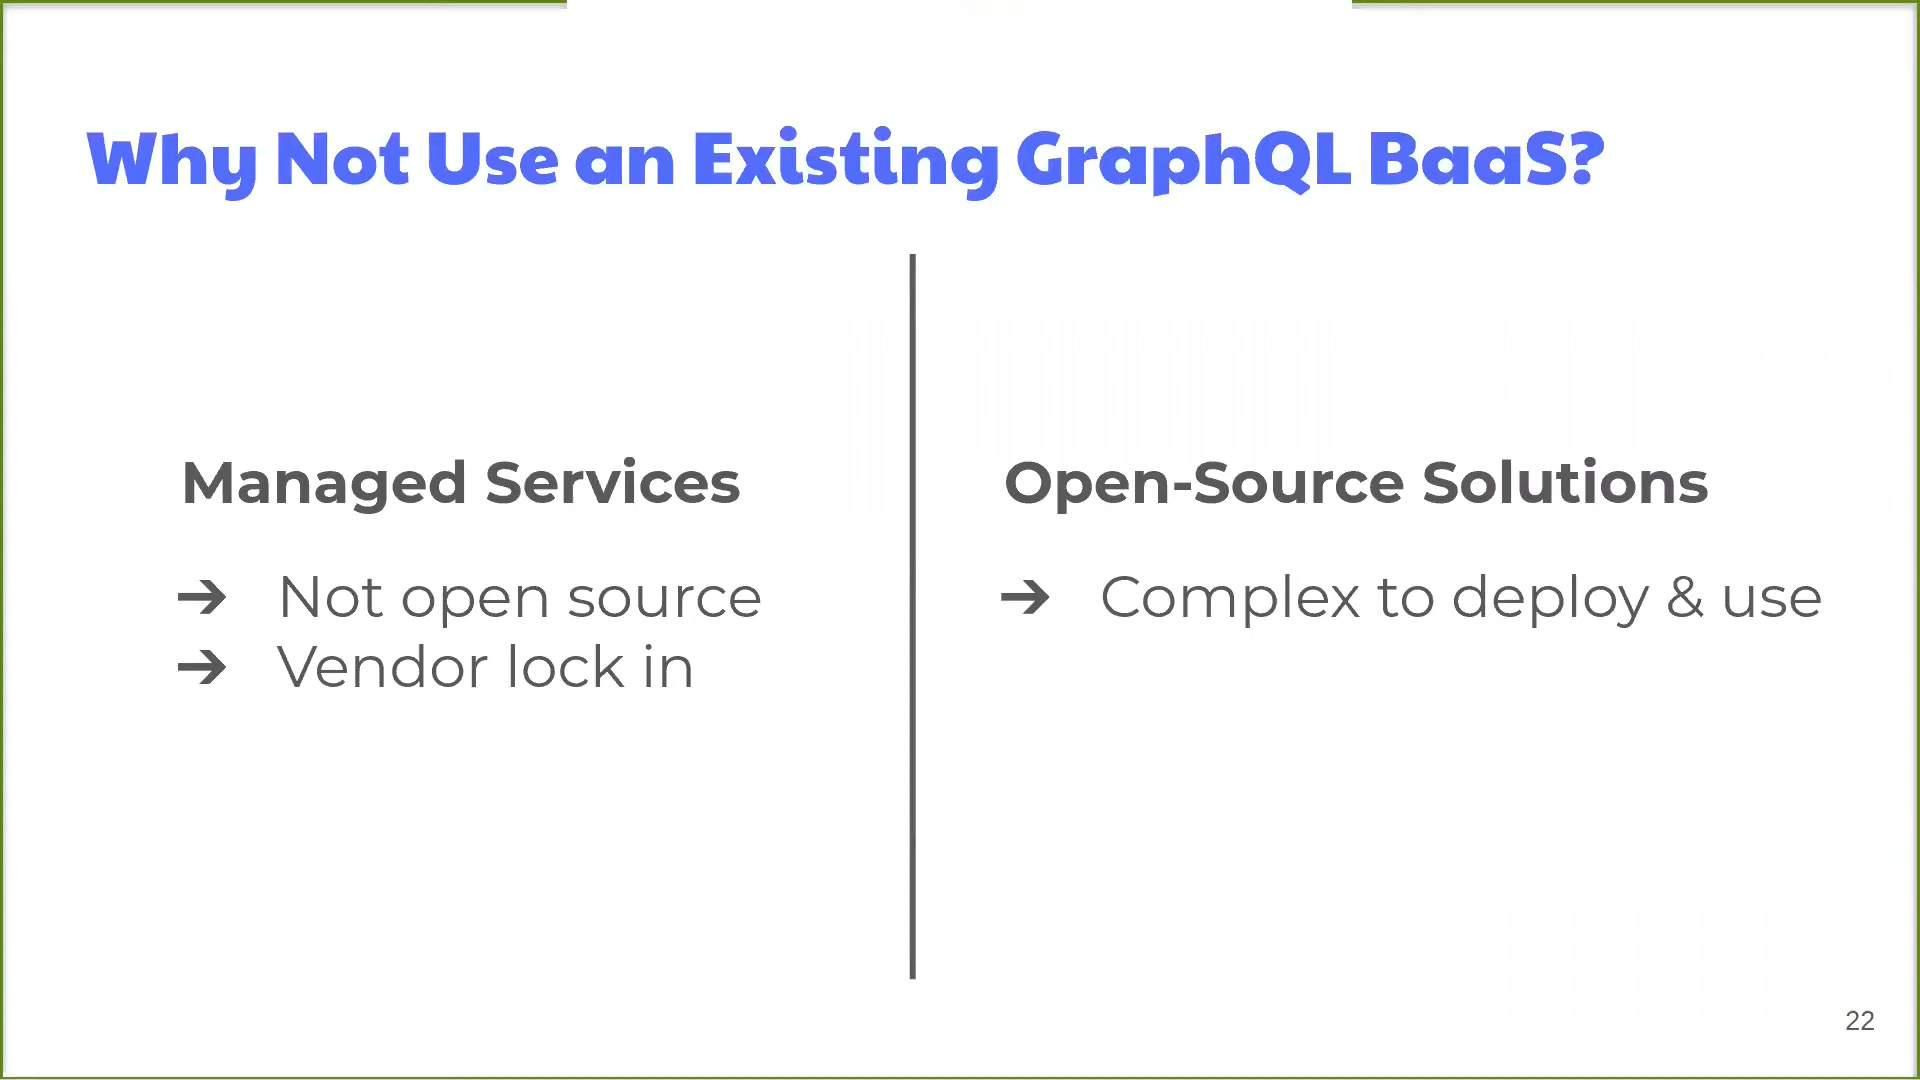 Why Not Use an Existing GraphQL BaaS?
Managed Services
➔ Not open source
➔ Vendor lock in
Open-Source Solutions
➔ Complex to deploy & use
22